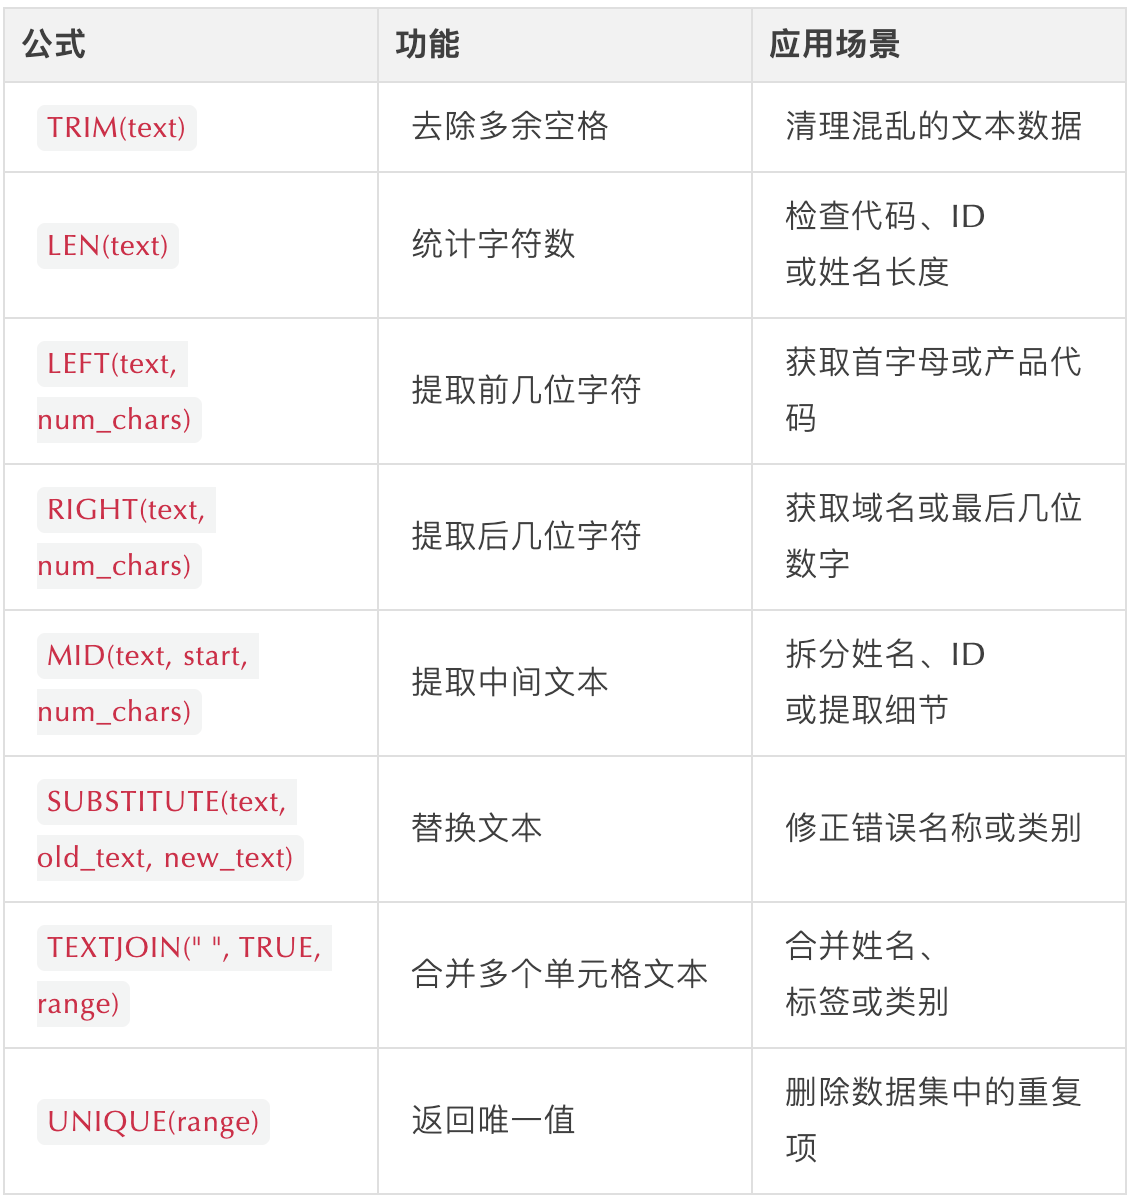 公式 功能 应用场景
TRIM(text) 去除多余空格 清理混乱的文本数据
LEN(text) 统计字符数 检查代码、ID
或姓名长度
LEFT(text,
num_chars) 提取前几位字符 获取首字母或产品代
码
RIGHT(text,
num_chars) 提取后几位字符 获取域名或最后几位
数字
MID(text, start,
num_chars) 提取中间文本 拆分姓名、ID
或提取细节
SUBSTITUTE(text,
old_text, new_text) 替换文本 修正错误名称或类别
TEXTJOIN(" ", TRUE,
range) 合并多个单元格文本 合并姓名、
标签或类别
UNIQUE(range) 返回唯一值 删除数据集中的重复
项